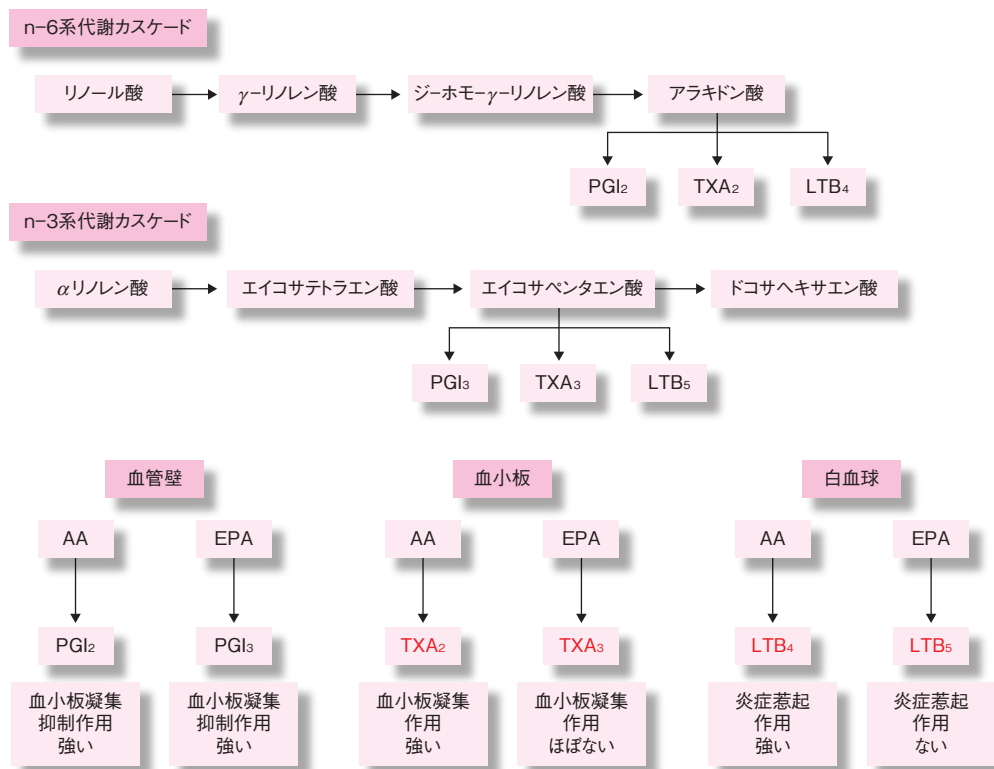 n-6系代謝カスケード
リノール酸
γ-リノレン酸
ジーホモ-γ-リノレン酸
アラキドン酸
PGI2
TXA2
LTB4
n-3系代謝カスケード
αリノレン酸
エイコサテトラエン酸
エイコサペンタエン酸
ドコサヘキサエン酸
PGI3
TXA3
LTB5
血管壁
AA
EPA
PGI2
PGI3
血小板凝集
抑制作用
強い
血小板凝集
抑制作用
強い
血小板
AA
EPA
TXA2
TXA3
血小板凝集
作用
強い
血小板凝集
作用
ほぼない
白血球
AA
EPA
LTB4
LTB5
炎症惹起
作用
強い
炎症惹起
作用
ない